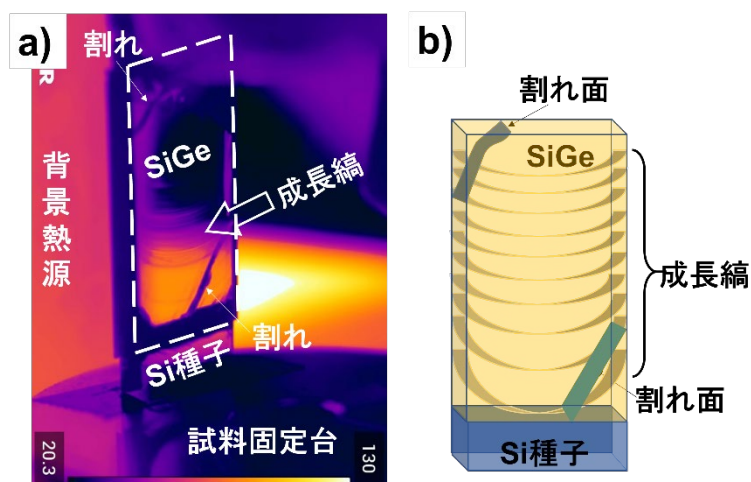 a)
割れ
R
背景熱源
SiGe
成長縞
割れ
Si種子
試料固定台
20.3
130
b)
割れ面
SiGe
成長縞
割れ面
Si種子